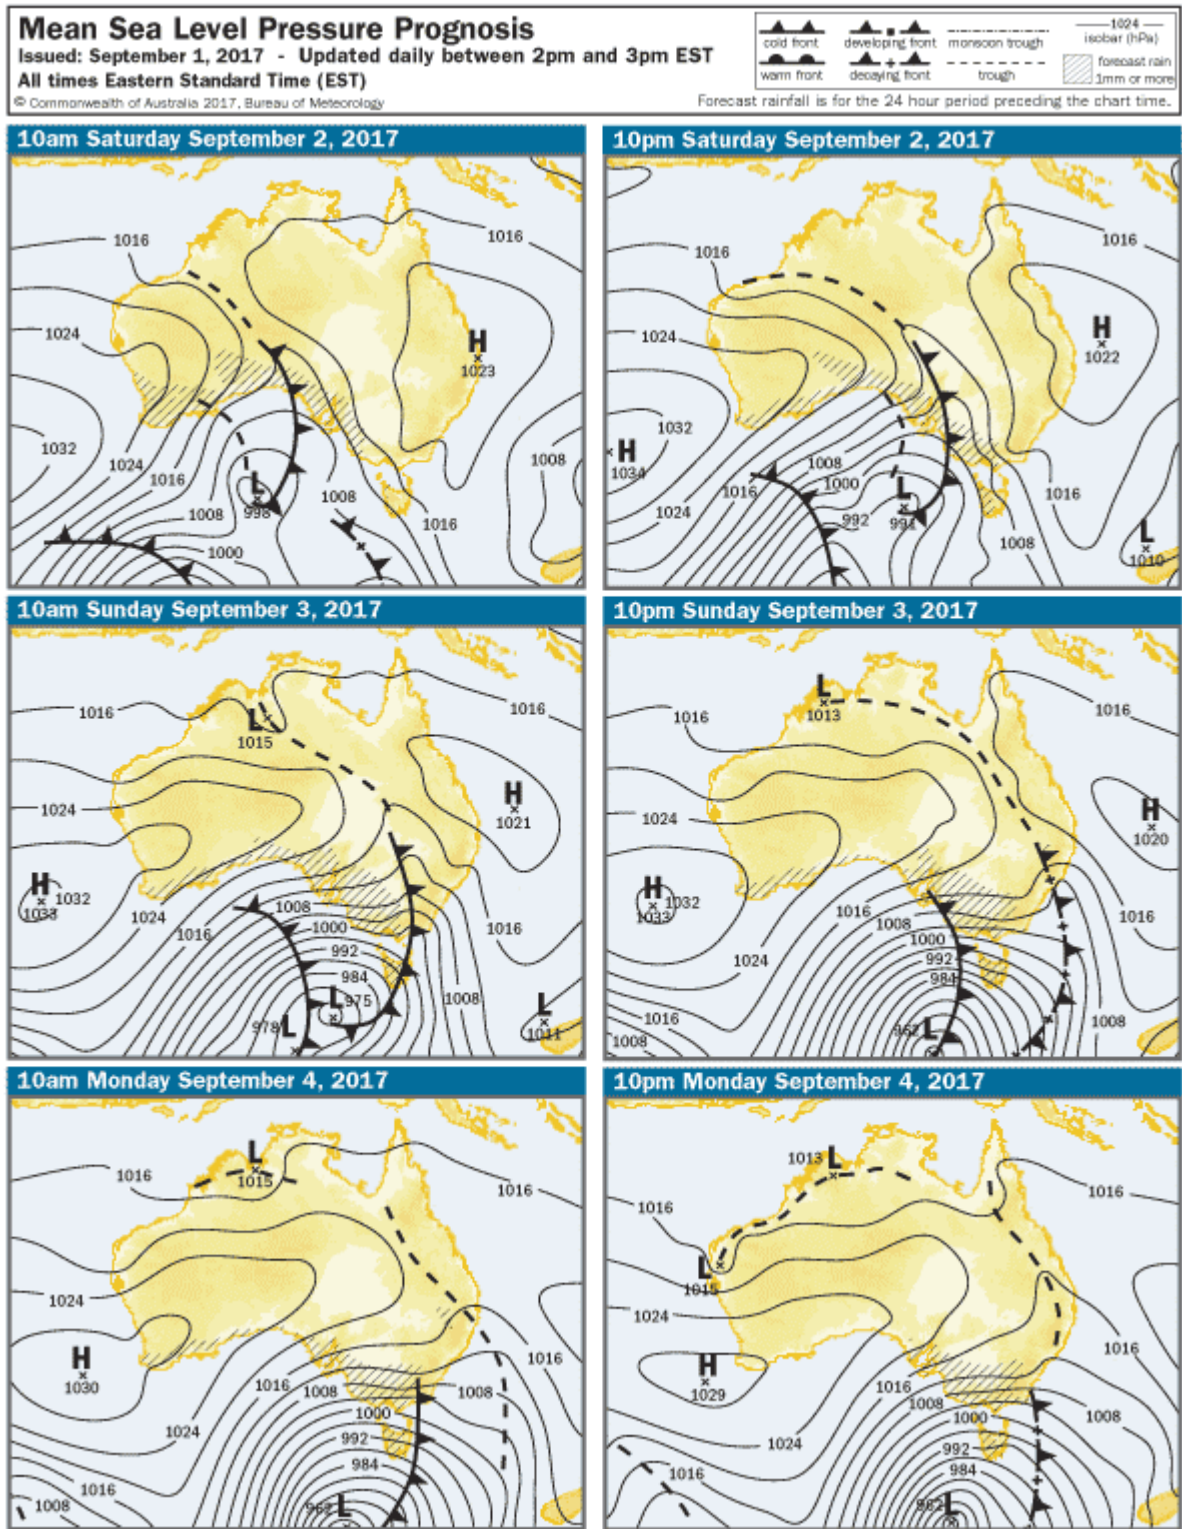 Mean Sea Level Pressure Prognosis
Issued: September 1, 2017 - Updated daily between 2pm and 3pm EST
All times Eastern Standard Time (EST)
© Commonwealth of Australia 2017, Bureau of Meteorology
cold front developing front monsoon trough 1024 isobar (hPa)
warm front decaying front trough forecast rain 1mm or more
Forecast rainfall is for the 24 hour period preceding the chart time.
10am Saturday September 2, 2017
1016 1016
1024
H
1023
1032
1024
1016
1008
L
998
1008
1008
1016
1000
10pm Saturday September 2, 2017
1016
1016
1024
H
1022
1032
H
1034
1008
1000
1016
L
991
992
1024
1016
1008
L
1010
10am Sunday September 3, 2017
1016
1016
L
1015
1024
H
1021
H
1032
1033
1024
1016
1008
1000
992
984
1016
L
975
978
L
1008
L
1011
10pm Sunday September 3, 2017
L
1013
1016
1016
1024
H
1020
H
1032
1033
1016
1008
1000
992
984
1024
1016
1008
962
L
1008
10am Monday September 4, 2017
L
1015
1016
1016
1024
H
1030
1016
1016
1008
1008
1000
992
984
1024
1016
1008
962
L
10pm Monday September 4, 2017
1013
L
1016
1016
L
1015
1024
H
1029
1016
1016
1008
1008
1000
992
984
1024
1016
962
L